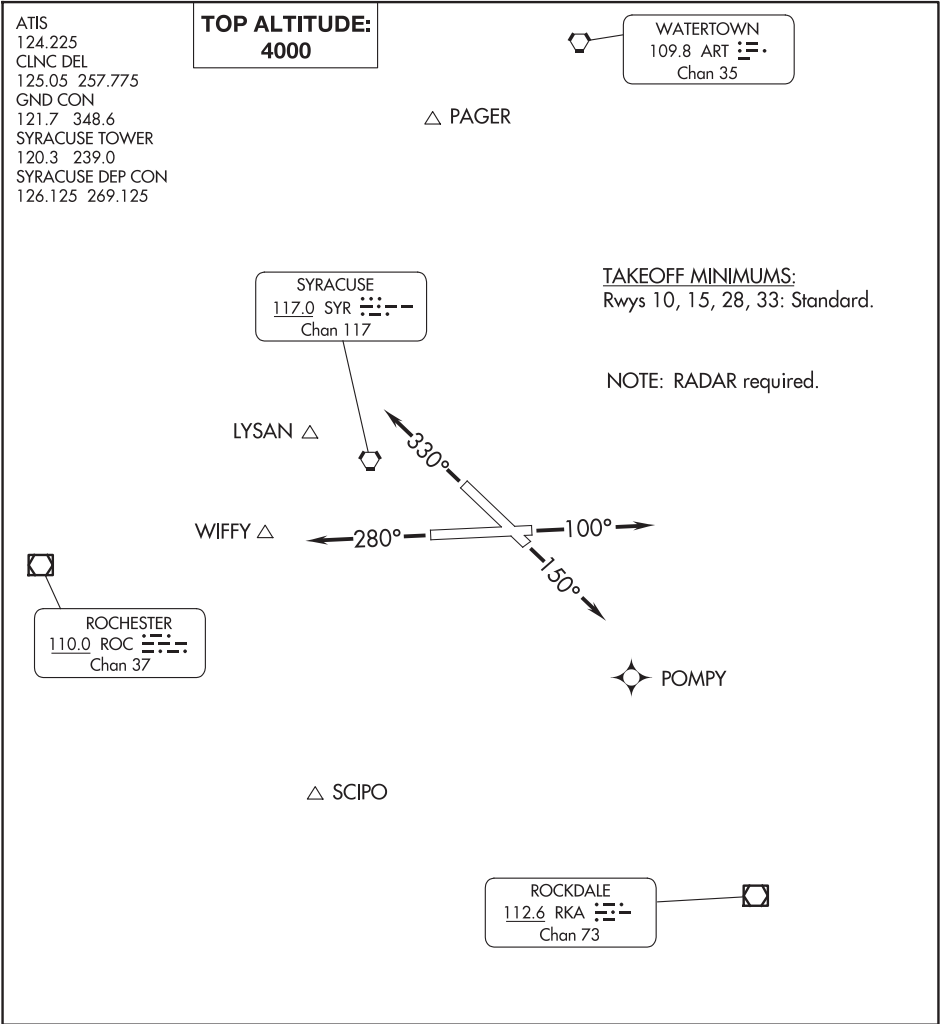 ATIS
124.225
CLNC DEL
125.05 257.775
GND CON
121.7 348.6
SYRACUSE TOWER
120.3 239.0
SYRACUSE DEP CON
126.125 269.125
TOP ALTITUDE:
4000
WATERTOWN
109.8 ART
Chan 35
PAGER
SYRACUSE
117.0 SYR
Chan 117
TAKEOFF MINIMUMS:
Rwys 10, 15, 28, 33: Standard.
NOTE: RADAR required.
LYSAN
330°
WIFFY
280°
100°
150°
ROCHESTER
110.0 ROC
Chan 37
POMPY
SCIPO
ROCKDALE
112.6 RKA
Chan 73